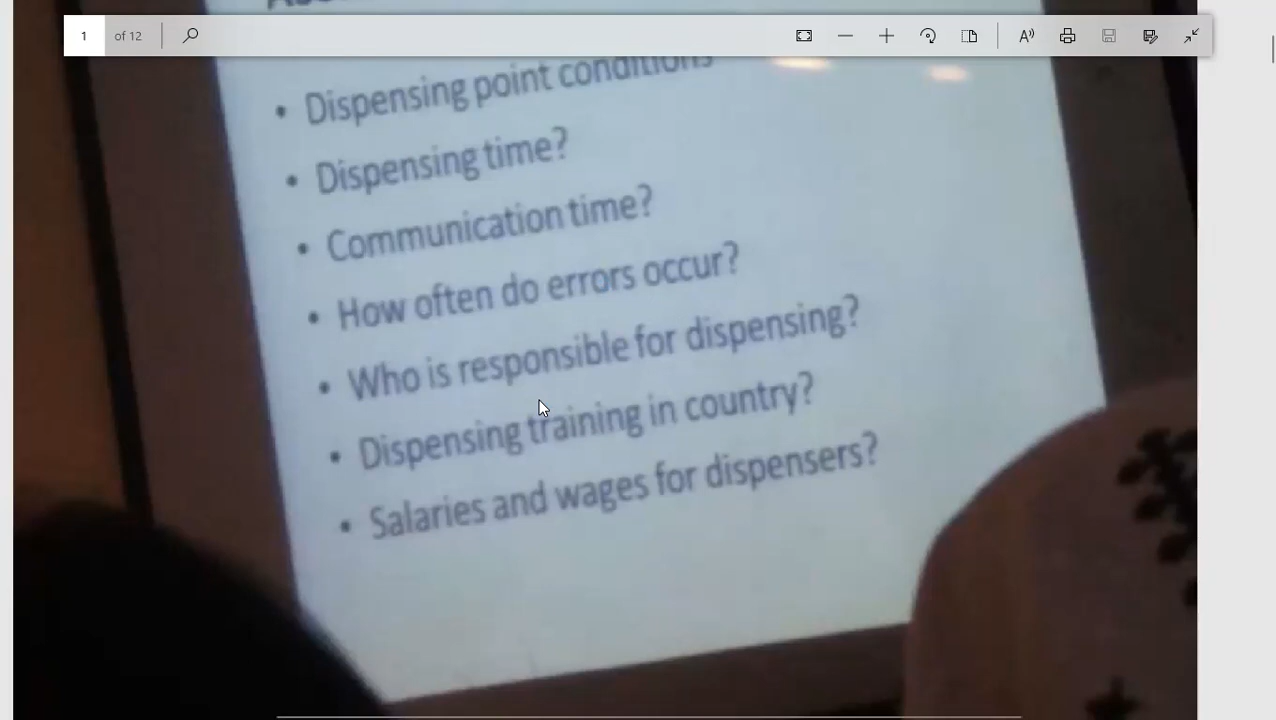 1 of 12
• Dispensing point conditions
• Dispensing time?
• Communication time?
• How often do errors occur?
• Who is responsible for dispensing?
• Dispensing training in country?
• Salaries and wages for dispensers?